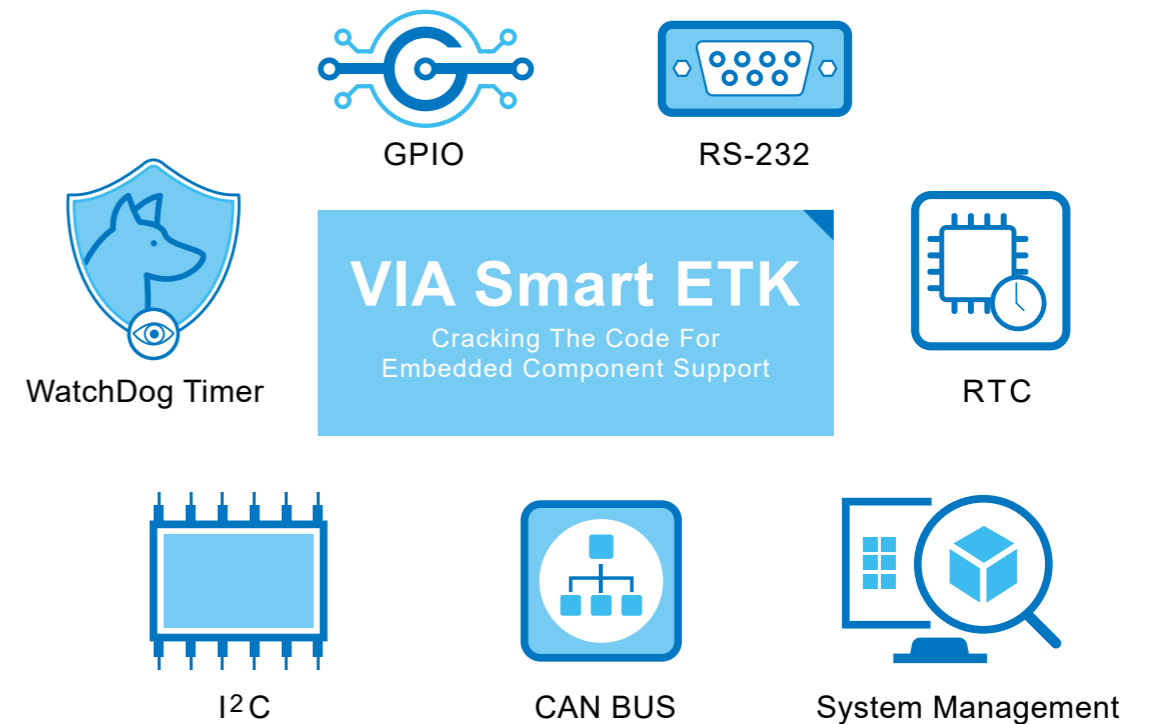 GPIO
RS-232
WatchDog Timer
VIA Smart ETK
Cracking The Code For
Embedded Component Support
RTC
I²C
CAN BUS
System Management